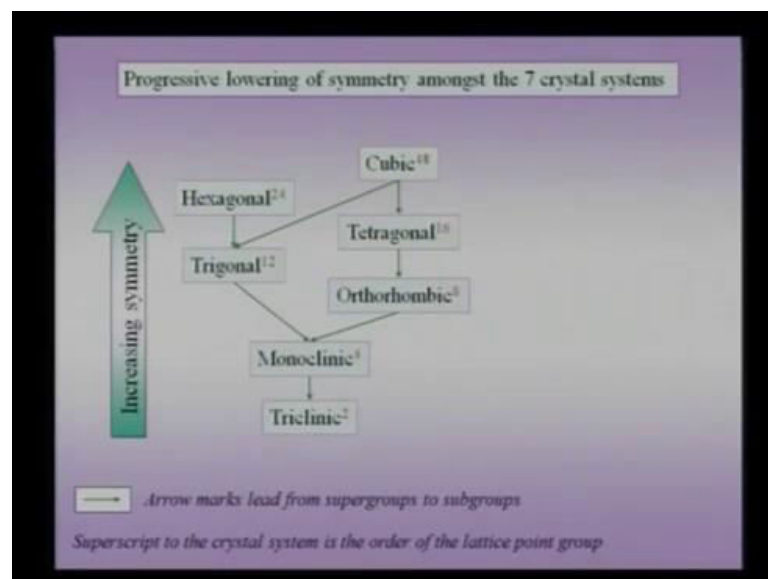 Progressive lowering of symmetry amongst the 7 crystal systems
Cubic⁴⁸
Hexagonal²⁴
Tetragonal¹⁶
Trigonal¹²
Orthorhombic⁸
Monoclinic⁴
Triclinic²
Increasing symmetry
Arrow marks lead from supergroups to subgroups
Superscript to the crystal system is the order of the lattice point group